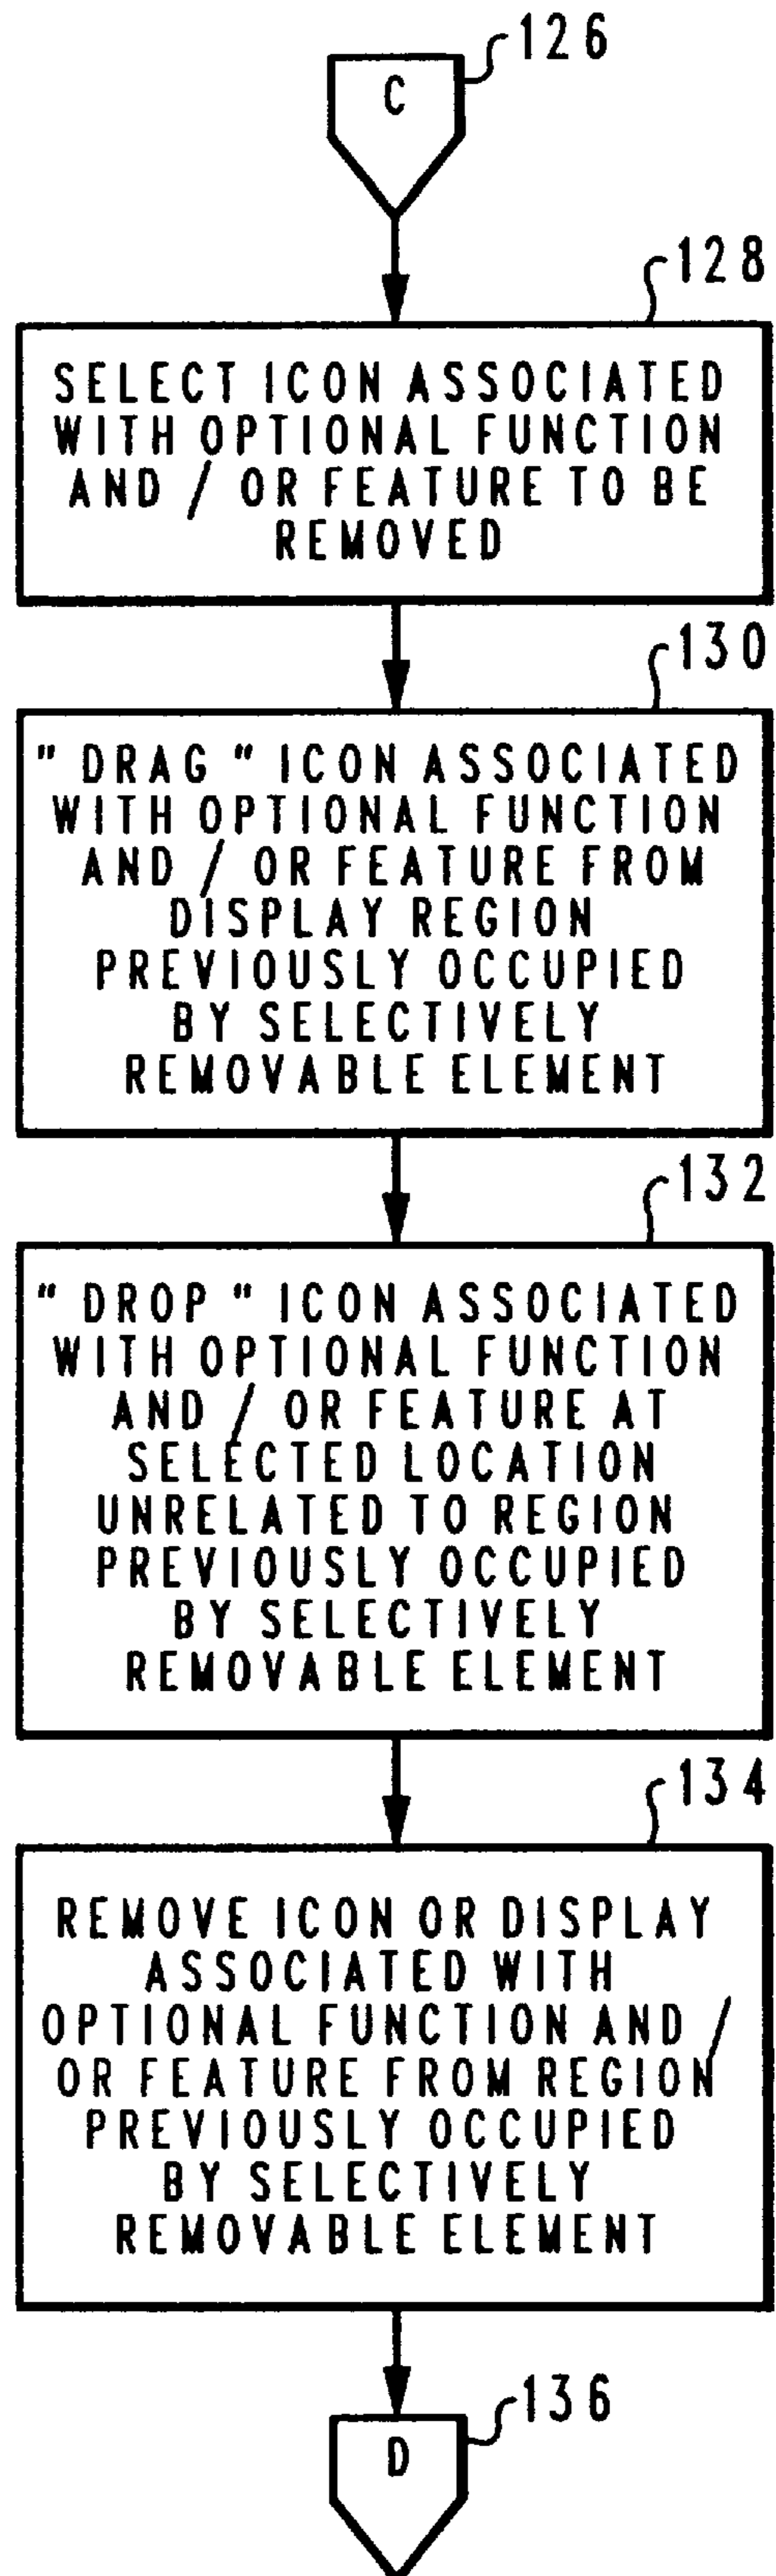 126
C
128
SELECT ICON ASSOCIATED
WITH OPTIONAL FUNCTION
AND / OR FEATURE TO BE
REMOVED
130
" DRAG " ICON ASSOCIATED
WITH OPTIONAL FUNCTION
AND / OR FEATURE FROM
DISPLAY REGION
PREVIOUSLY OCCUPIED
BY SELECTIVELY
REMOVABLE ELEMENT
132
" DROP " ICON ASSOCIATED
WITH OPTIONAL FUNCTION
AND / OR FEATURE AT
SELECTED LOCATION
UNRELATED TO REGION
PREVIOUSLY OCCUPIED
BY SELECTIVELY
REMOVABLE ELEMENT
134
REMOVE ICON OR DISPLAY
ASSOCIATED WITH
OPTIONAL FUNCTION AND /
OR FEATURE FROM REGION
PREVIOUSLY OCCUPIED
BY SELECTIVELY
REMOVABLE ELEMENT
136
D